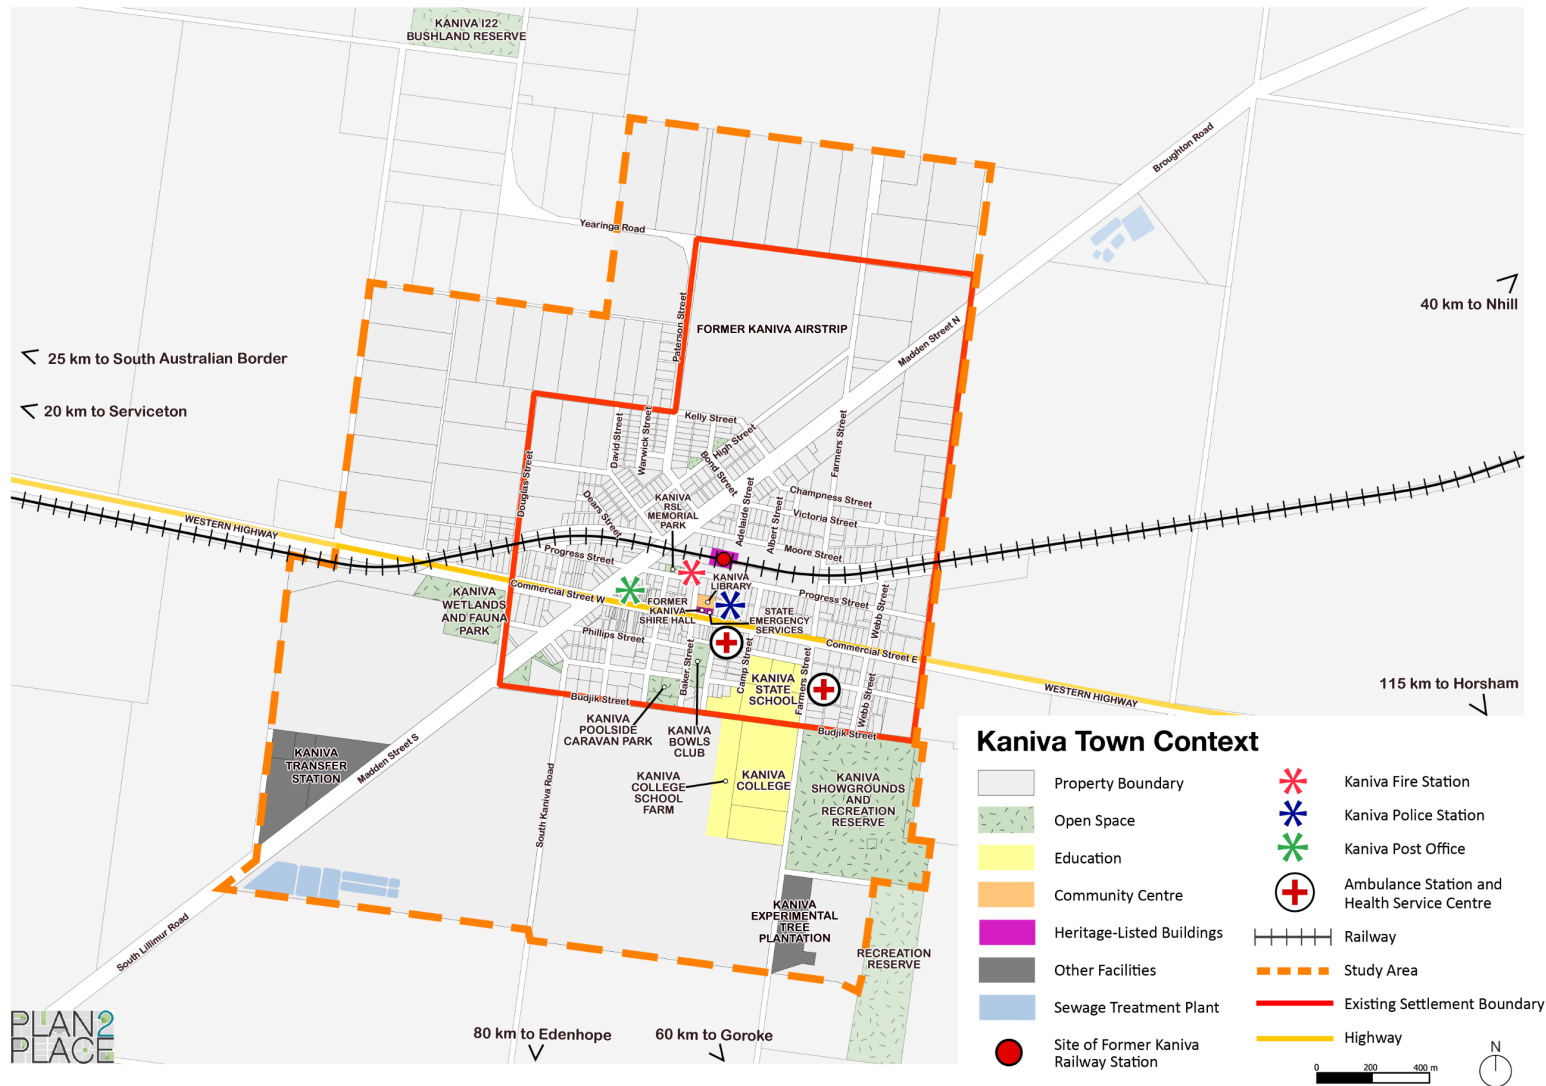 KANIVA I22
BUSHLAND RESERVE
Broughton Road
Yearinga Road
40 km to Nhill
Paterson Street
FORMER KANIVA AIRSTRIP
Madden Street N
25 km to South Australian Border
20 km to Serviceton
Kelly Street
David Street
Warwick Street
High Street
Farmers Street
Bond Street
Douglas Street
Dears Street
KANIVA
RSL
MEMORIAL
PARK
Adelaide Street
Albert Street
Champness Street
Victoria Street
Moore Street
WESTERN HIGHWAY
Progress Street
KANIVA
LIBRARY
Commercial Street W
KANIVA
WETLANDS
AND FAUNA
PARK
FORMER
KANIVA
SHIRE HALL
STATE
EMERGENCY
SERVICES
Progress Street
Webb Street
Phillips Street
Commercial Street E
Baker Street
Camp Street
Farmers Street
KANIVA
STATE
SCHOOL
Webb Street
WESTERN HIGHWAY
115 km to Horsham
Budjik Street
Budjik Street
KANIVA
POOLSIDE
CARAVAN PARK
KANIVA
BOWLS
CLUB
KANIVA
TRANSFER
STATION
Madden Street S
KANIVA
COLLEGE
SCHOOL
FARM
KANIVA
COLLEGE
KANIVA
SHOWGROUNDS
AND
RECREATION
RESERVE
South Kaniva Road
KANIVA
EXPERIMENTAL
TREE
PLANTATION
RECREATION
RESERVE
South Lillimur Road
80 km to Edenhope
60 km to Goroke
PLAN2
PLACE
Kaniva Town Context
Property Boundary
Open Space
Education
Community Centre
Heritage-Listed Buildings
Other Facilities
Sewage Treatment Plant
Site of Former Kaniva
Railway Station
Kaniva Fire Station
Kaniva Police Station
Kaniva Post Office
Ambulance Station and
Health Service Centre
Railway
Study Area
Existing Settlement Boundary
Highway
N
0 200 400 m